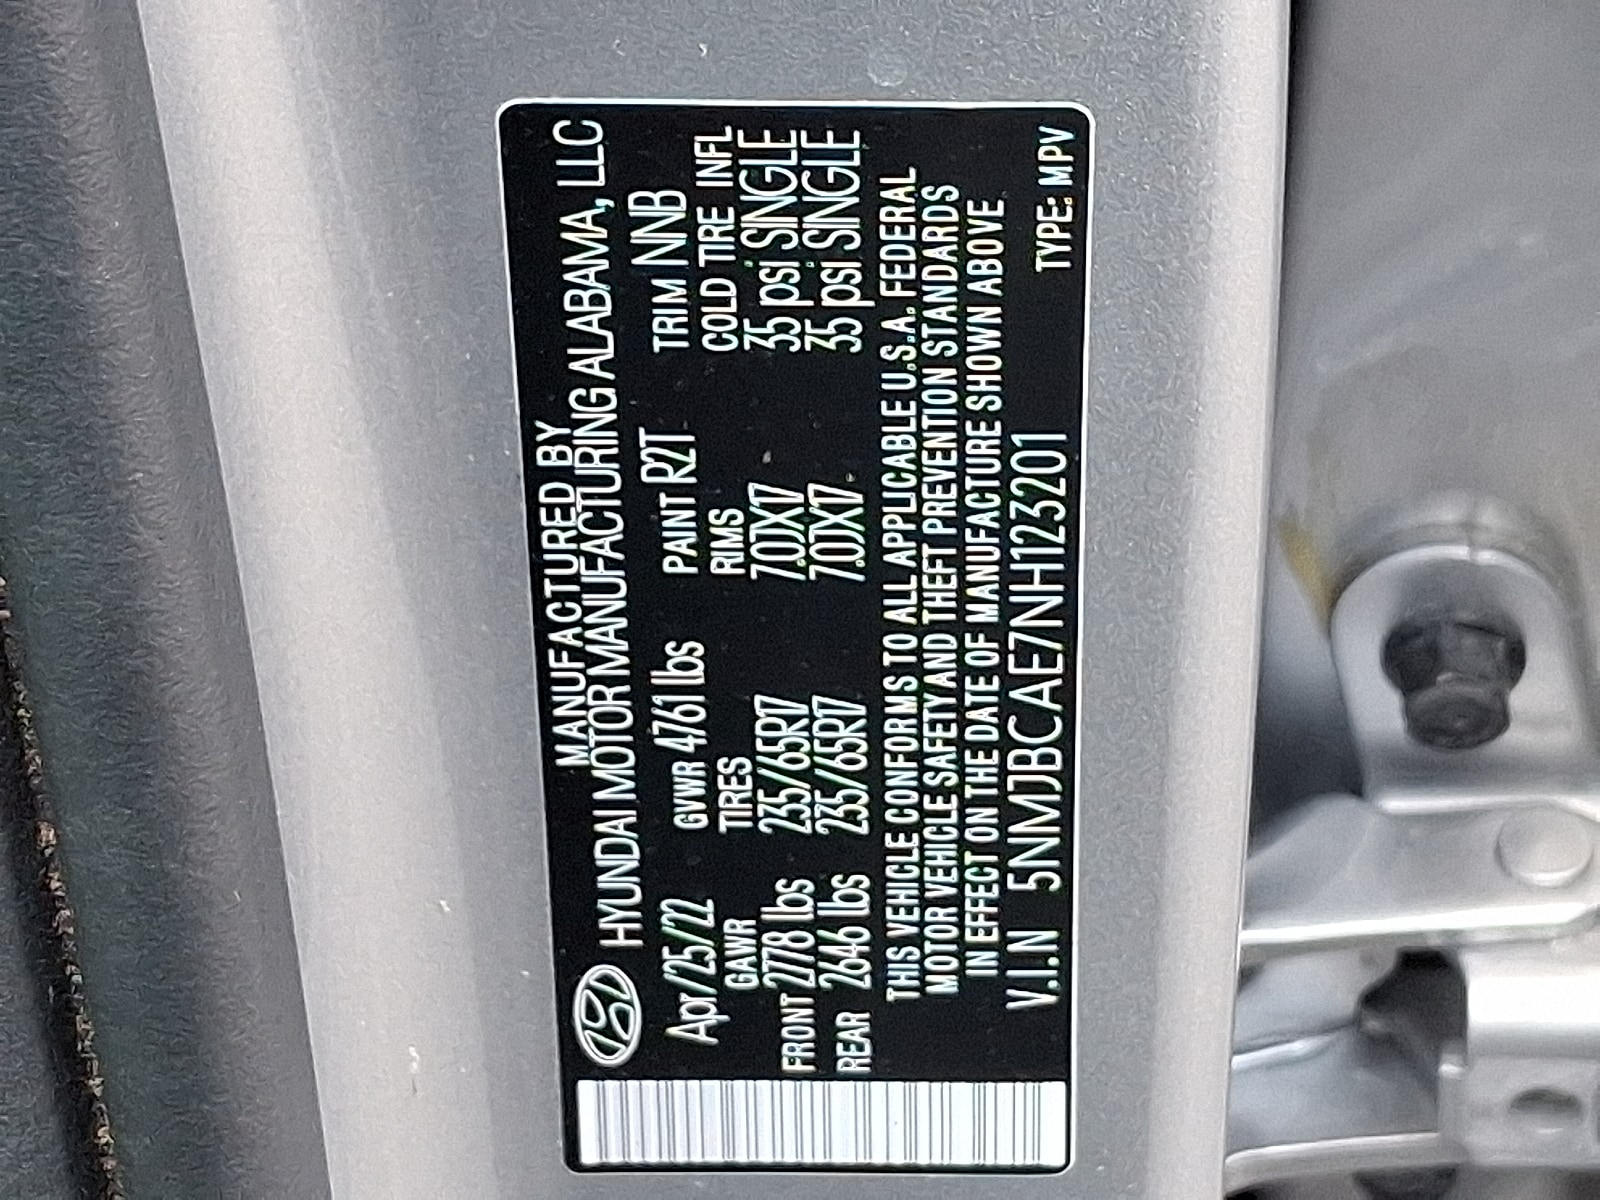 MANUFACTURED BY
HYUNDAI MOTOR MANUFACTURING ALABAMA, LLC
Apr/25/22 GVWR 4761 lbs PAINT R2T TRIM NNB
GAWR TIRES RIMS COLD TIRE INFL
FRONT 2778 lbs 235/65R17 7.0JX17 35 psi SINGLE
REAR 2646 lbs 235/65R17 7.0JX17 35 psi SINGLE
THIS VEHICLE CONFORMS TO ALL APPLICABLE U.S.A. FEDERAL
MOTOR VEHICLE SAFETY AND THEFT PREVENTION STANDARDS
IN EFFECT ON THE DATE OF MANUFACTURE SHOWN ABOVE
V.I.N 5NMJBCAE7NH123201 TYPE: MPV